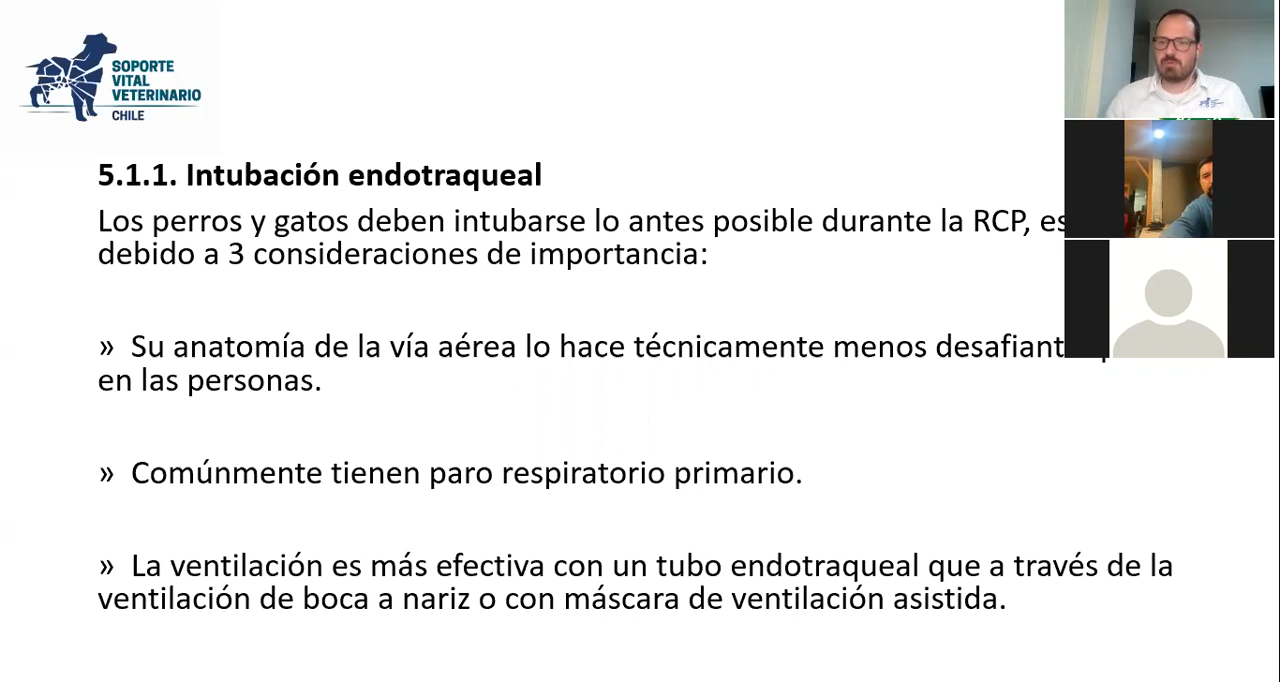 SOPORTE
VITAL
VETERINARIO
CHILE
5.1.1. Intubación endotraqueal
Los perros y gatos deben intubarse lo antes posible durante la RCP,
debido a 3 consideraciones de importancia:
» Su anatomía de la vía aérea lo hace técnicamente menos
en las personas.
» Comúnmente tienen paro respiratorio primario.
» La ventilación es más efectiva con un tubo endotraqueal que a través de la
ventilación de boca a nariz o con máscara de ventilación asistida.